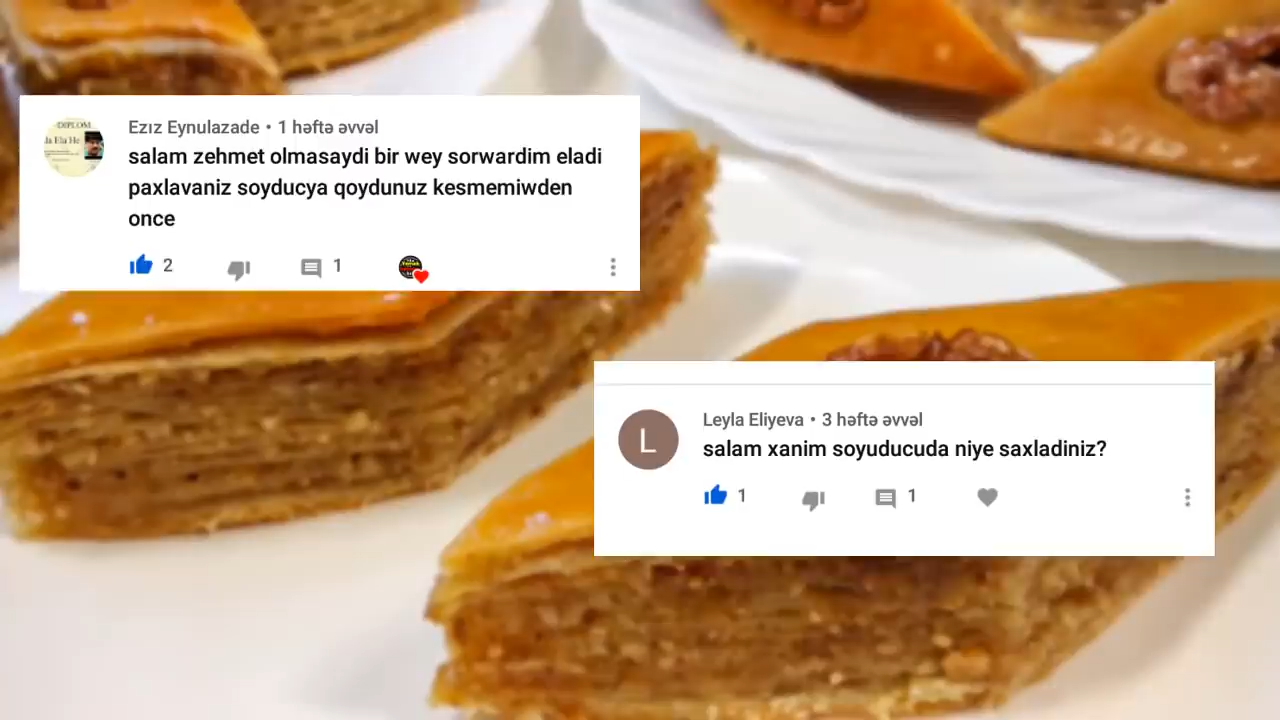 Ezız Eynulazade • 1 həftə əvvəl
salam zehmet olmasaydi bir wey sorwardim eladi
paxlavaniz soyducya qoydunuz kesmemiwden
once
2
1
Leyla Eliyeva • 3 həftə əvvəl
L
salam xanim soyuducuda niye saxladiniz?
1
1